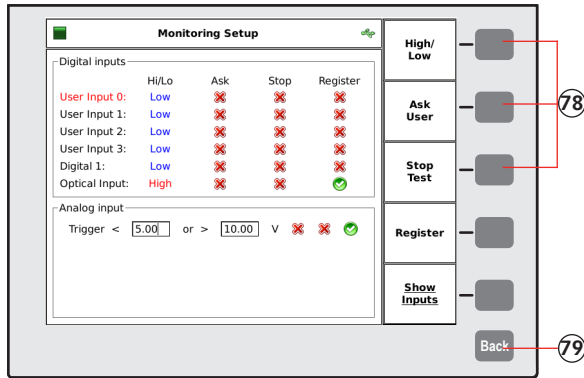 Monitoring Setup
Digital inputs
Hi/Lo Ask Stop Register
User Input 0: Low
User Input 1: Low
User Input 2: Low
User Input 3: Low
Digital 1: Low
Optical Input: High
Analog input
Trigger < 5.00 or > 10.00 V
High/
Low
Ask
User
Stop
Test
Register
Show
Inputs
Back
78
79